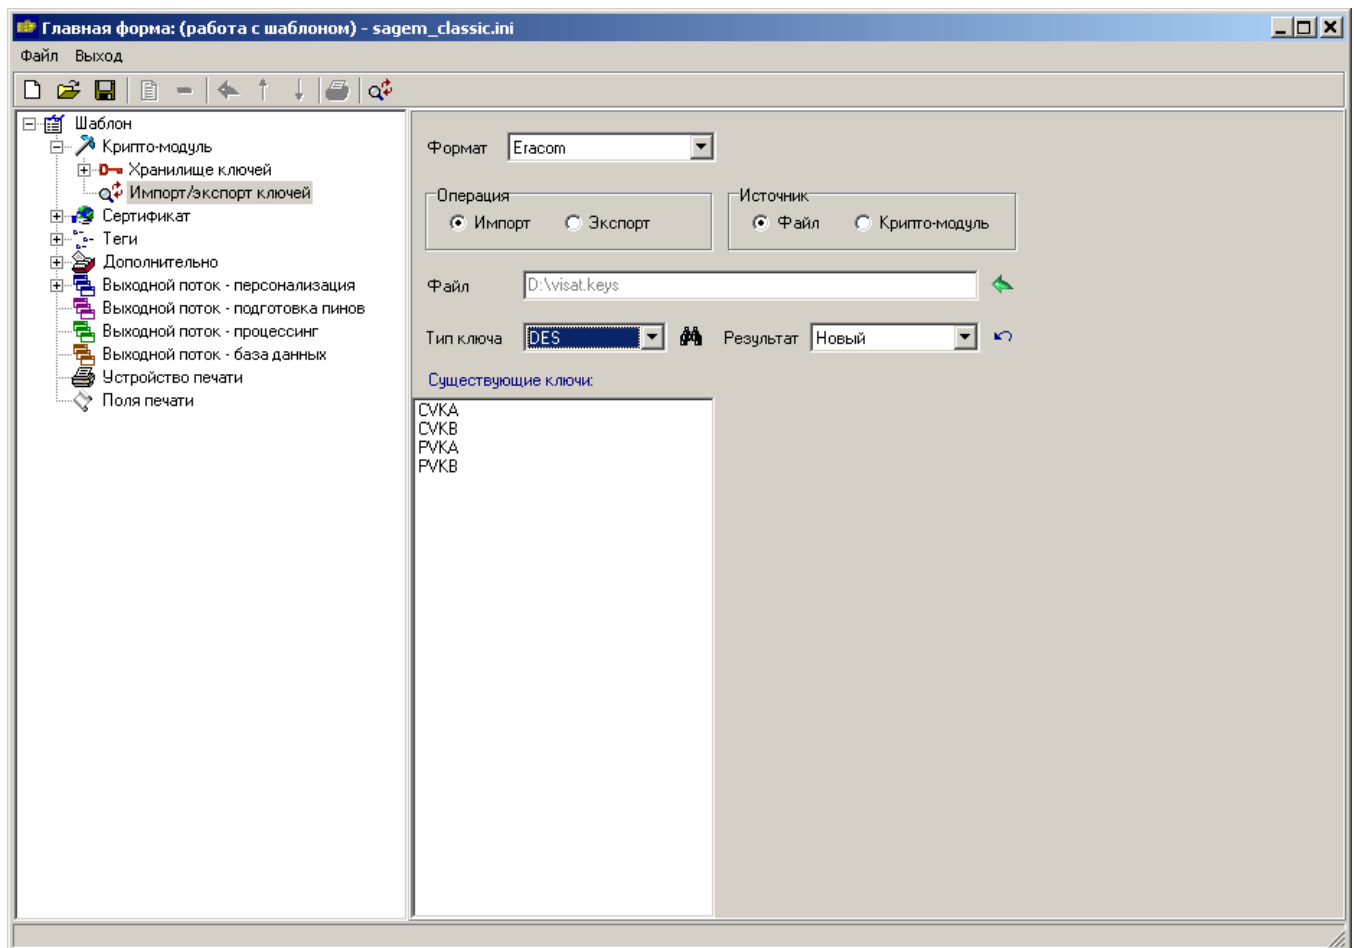 Главная форма: (работа с шаблоном) - sagem_classic.ini
Файл Выход
Шаблон
Крипто-модуль
Хранилище ключей
Импорт/экспорт ключей
Сертификат
Теги
Дополнительно
Выходной поток - персонализация
Выходной поток - подготовка пинов
Выходной поток - процессинг
Выходной поток - база данных
Устройство печати
Поля печати
Формат Eracom
Операция Источник
Импорт Экспорт Файл Крипто-модуль
Файл D:\visat.keys
Тип ключа DES Результат Новый
Существующие ключи:
CVKA
CVKB
PVKA
PVKB